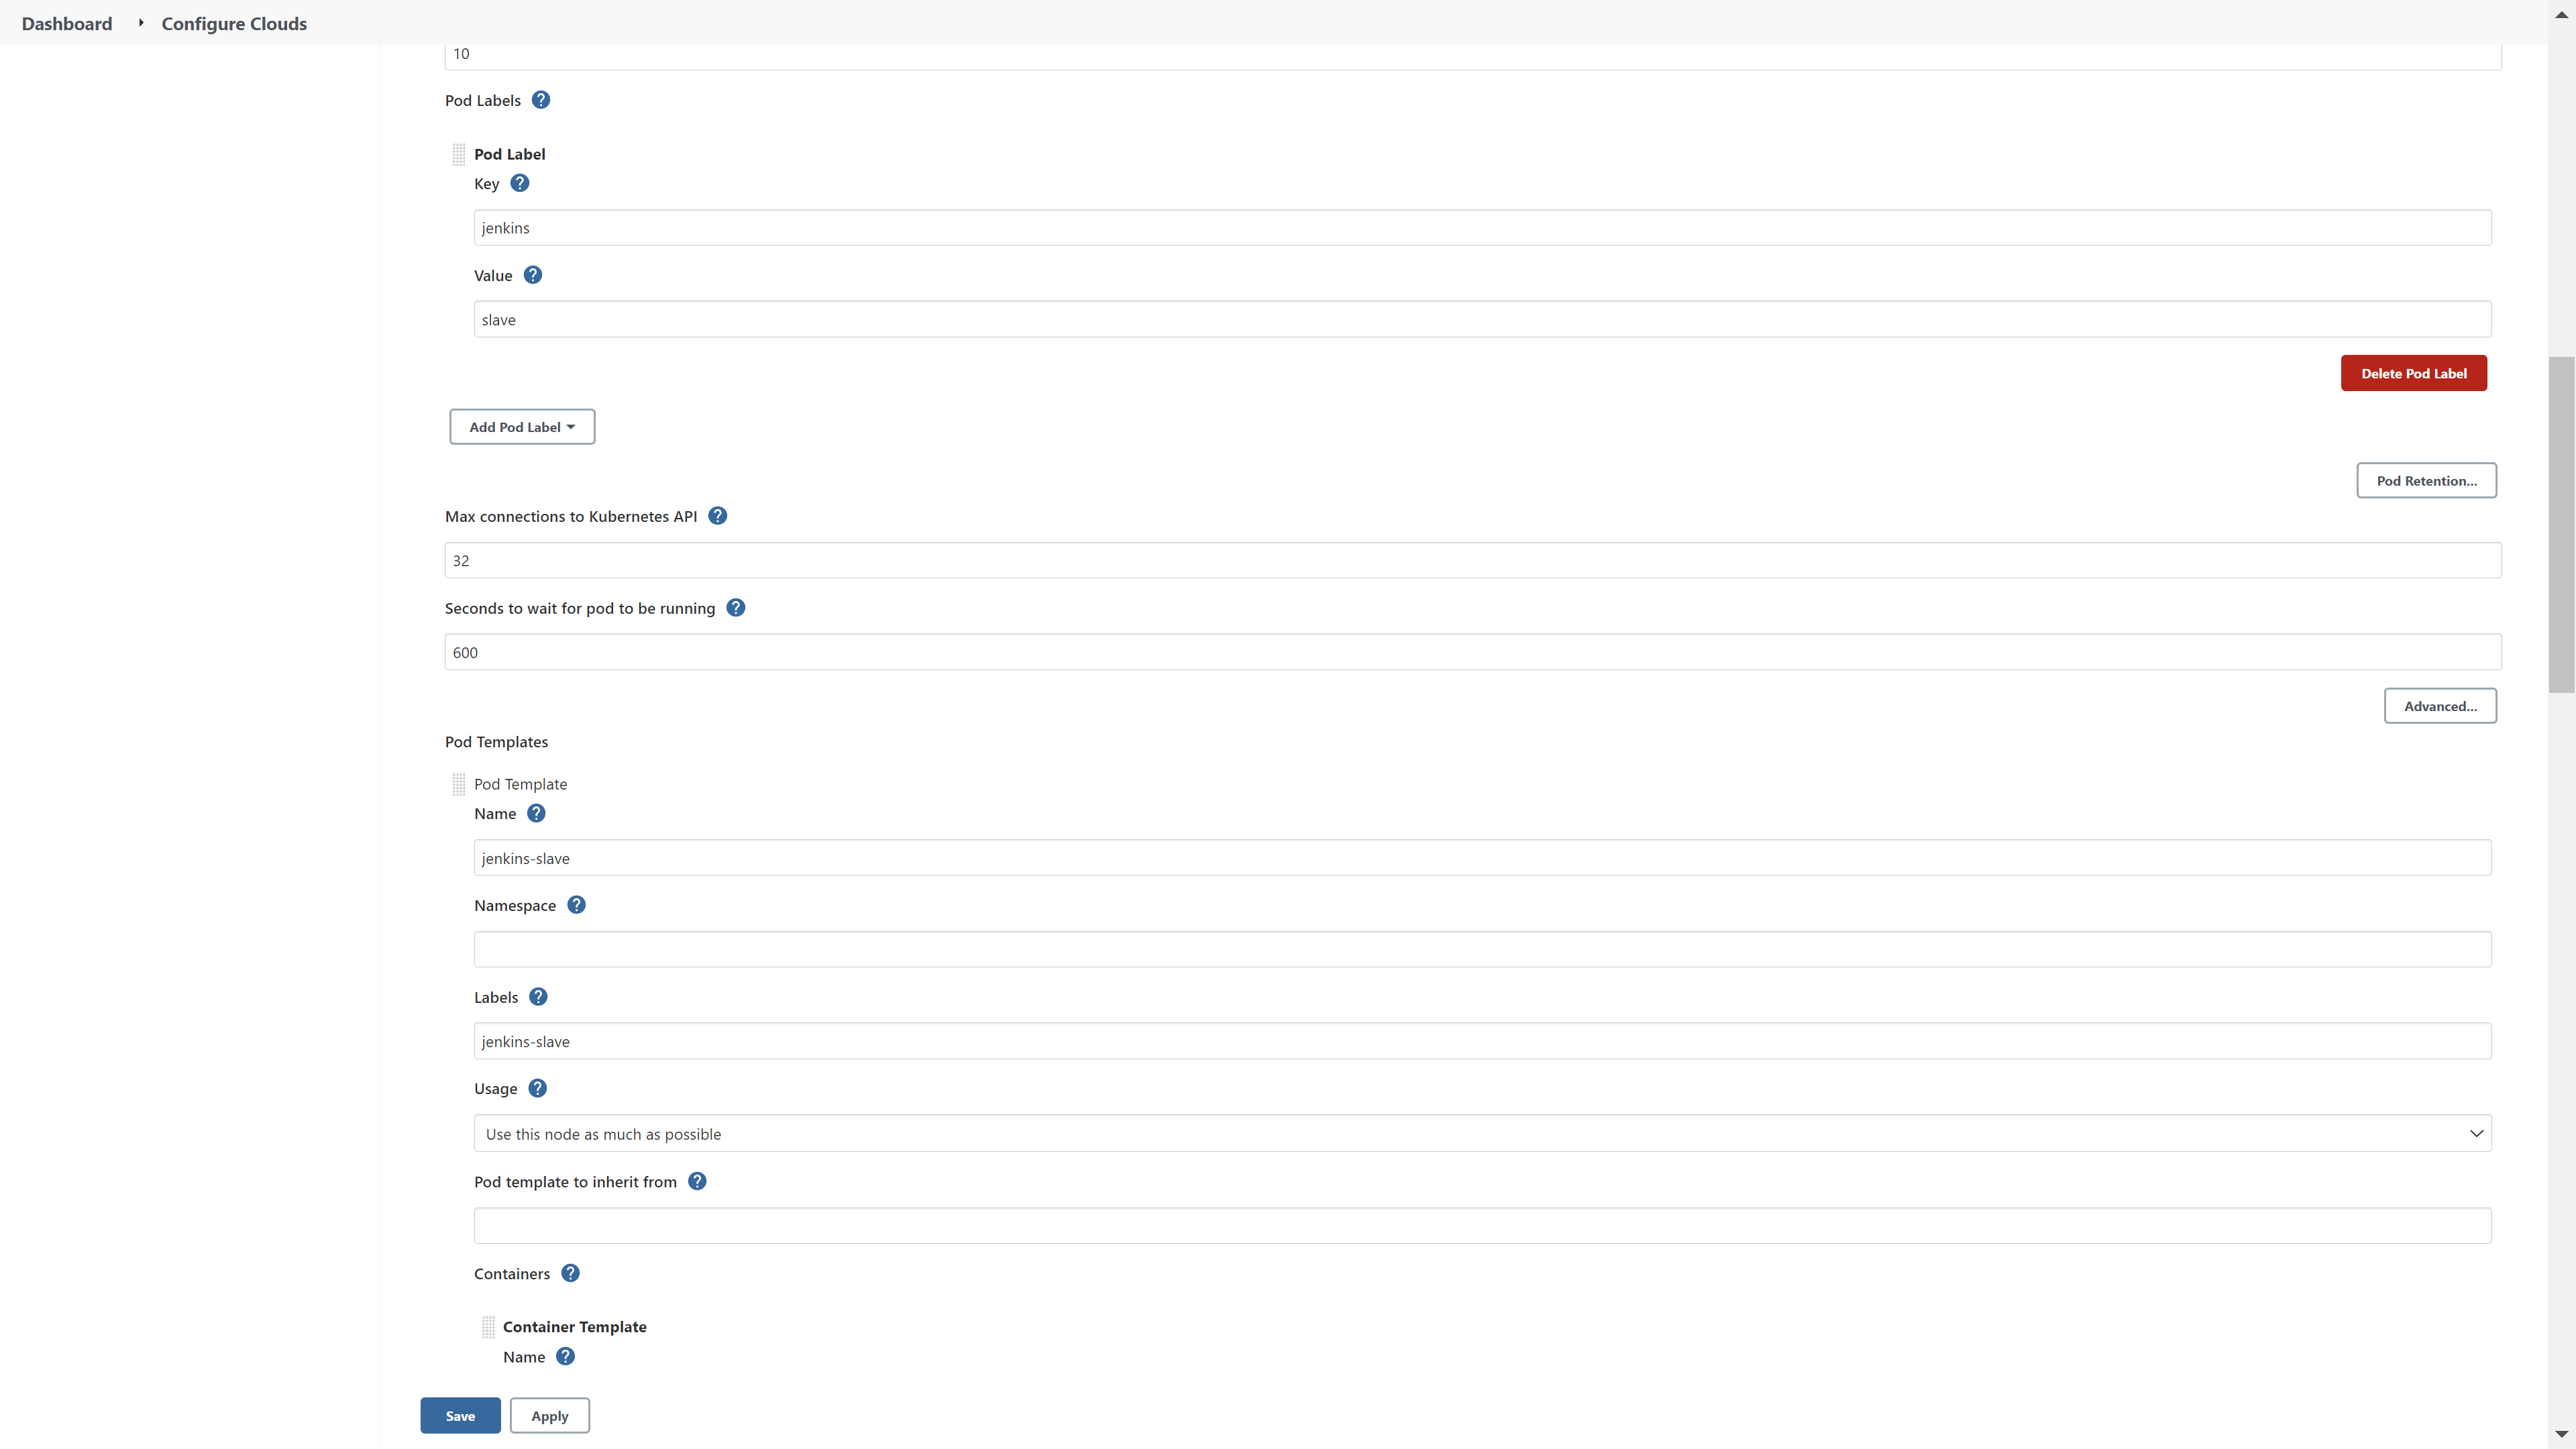 Dashboard
Configure Clouds
10
Pod Labels ?
Pod Label
Key ?
jenkins
Value ?
slave
Delete Pod Label
Add Pod Label
Pod Retention...
Max connections to Kubernetes API ?
32
Seconds to wait for pod to be running ?
600
Advanced...
Pod Templates
Pod Template
Name ?
jenkins-slave
Namespace ?
Labels ?
jenkins-slave
Usage ?
Use this node as much as possible
Pod template to inherit from ?
Containers ?
Container Template
Name ?
Save
Apply